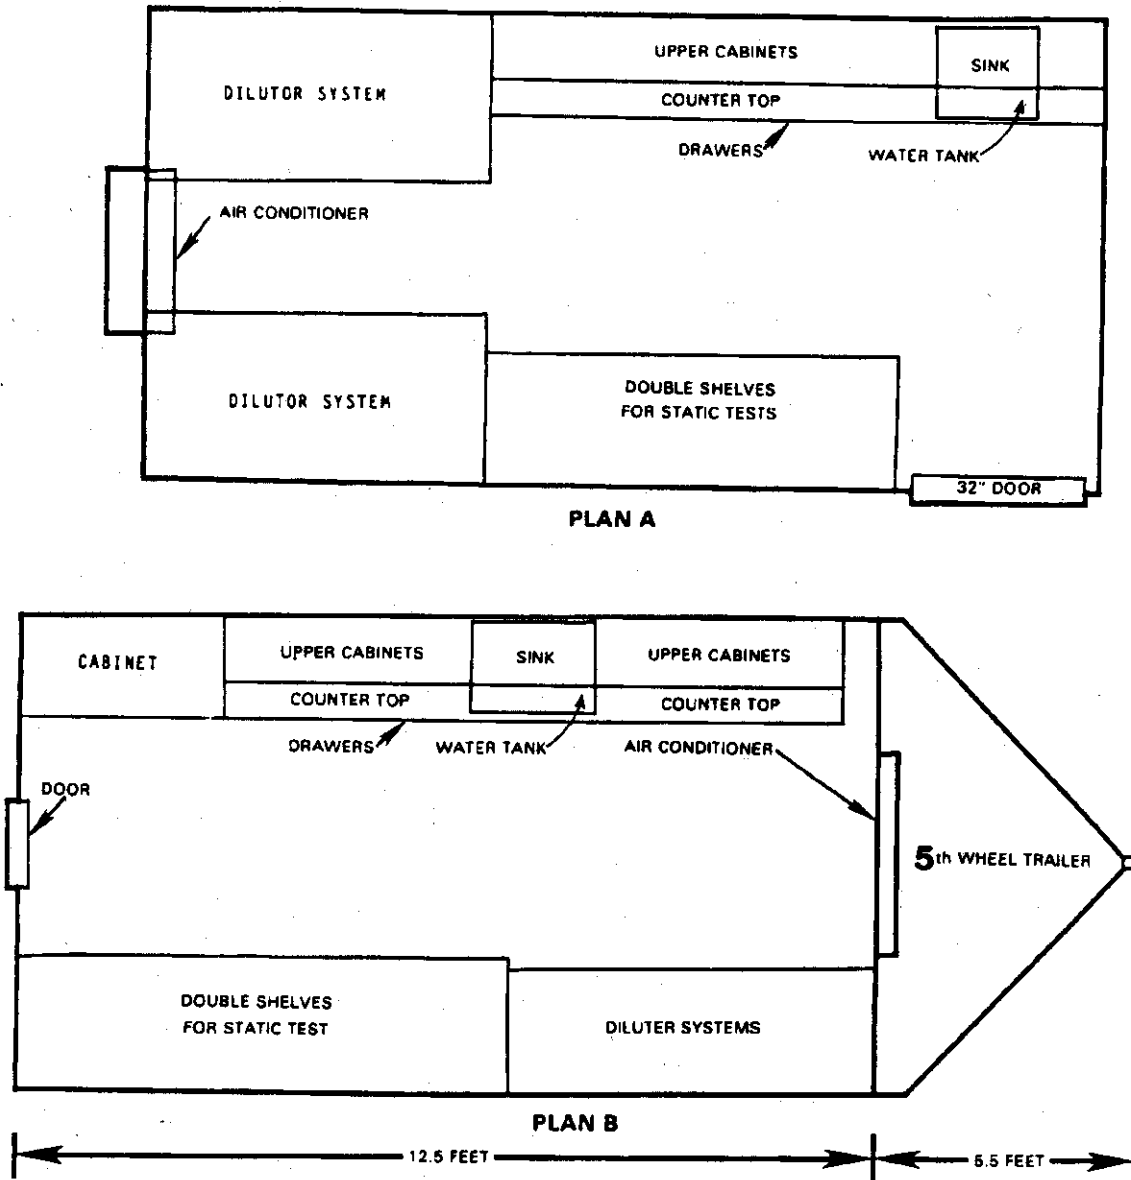 UPPER CABINETS
SINK
DILUTOR SYSTEM
COUNTER TOP
DRAWERS
WATER TANK
AIR CONDITIONER
DILUTOR SYSTEM
DOUBLE SHELVES
FOR STATIC TESTS
32" DOOR
PLAN A
CABINET
UPPER CABINETS
SINK
UPPER CABINETS
COUNTER TOP
COUNTER TOP
DRAWERS
WATER TANK
AIR CONDITIONER
DOOR
5th WHEEL TRAILER
DOUBLE SHELVES
FOR STATIC TEST
DILUTER SYSTEMS
PLAN B
12.5 FEET
5.5 FEET